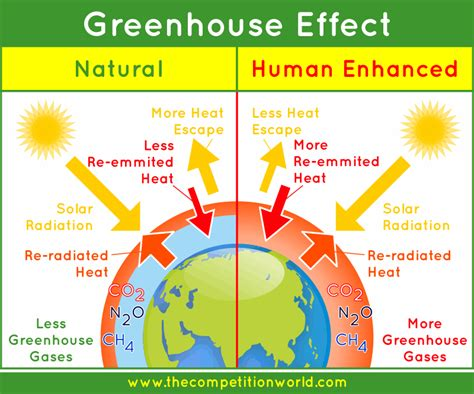 Greenhouse Effect
Natural
Human Enhanced
More Heat
Escape
Less
Re-emmited
Heat
Less Heat
Escape
More
Re-emmited
Heat
Solar
Radiation
Re-radiated
Heat
Solar
Radiation
Re-radiated
Heat
CO2
N2O
CH4
CO2
N2O
CH4
Less
Greenhouse
Gases
More
Greenhouse
Gases
www.thecompetitionworld.com